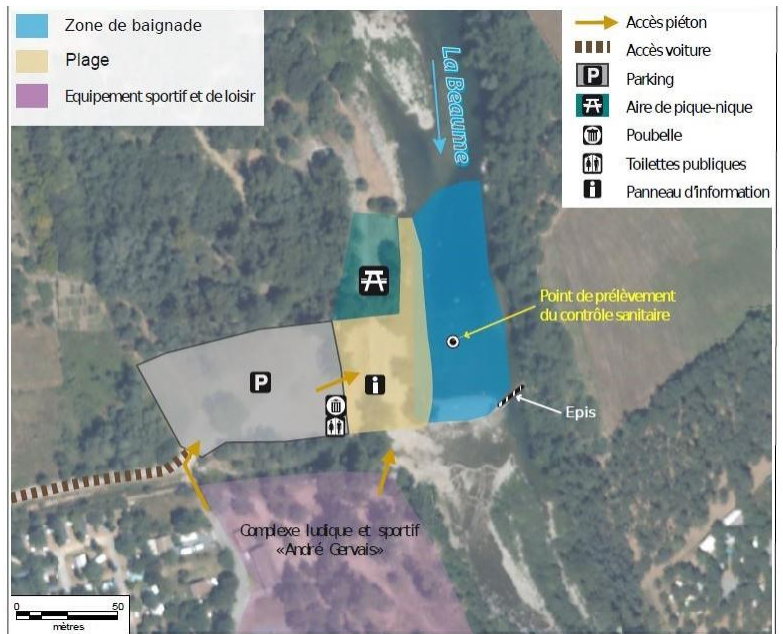 Zone de baignade
Plage
Equipement sportif et de loisir
La Beaume
Accès piéton
Accès voiture
P Parking
Aire de pique-nique
Poubelle
Toilettes publiques
i Panneau d'information
Point de prélèvement
du contrôle sanitaire
P
i
Epis
Complexe ludique et sportif
«André Gervais»
0 50
mètres